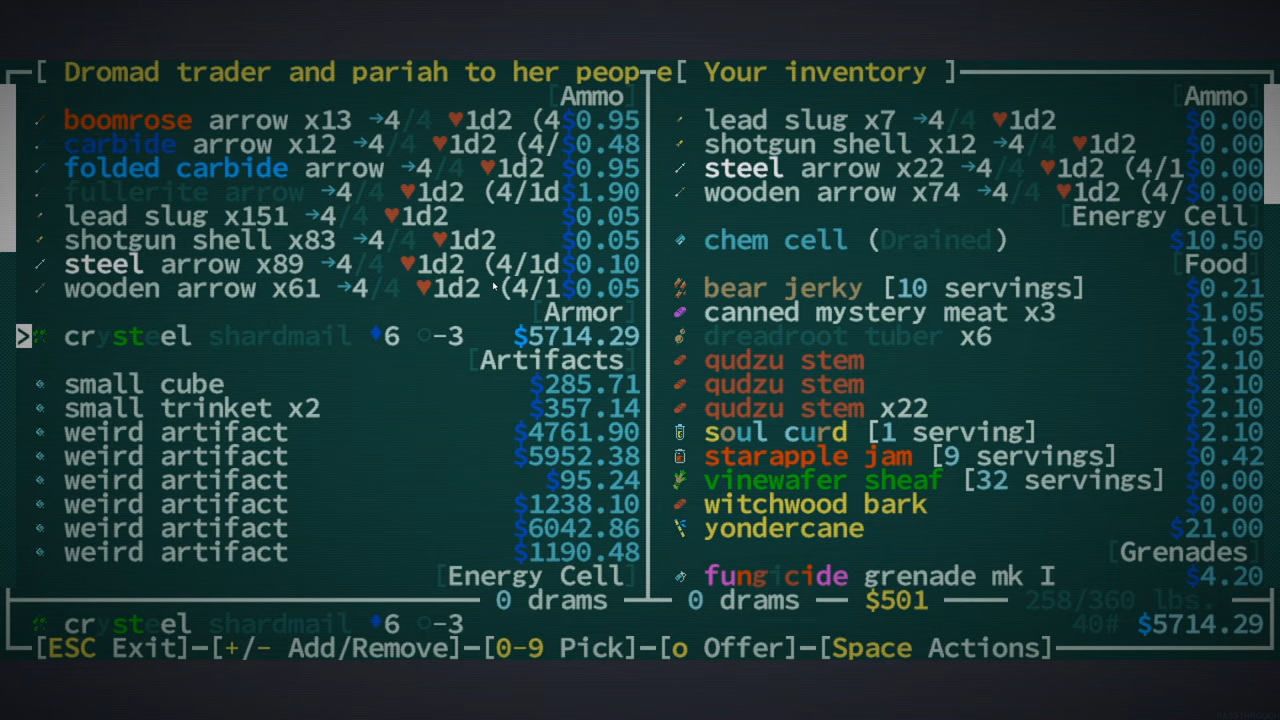 [ Dromad trader and pariah to her peop e[ Your inventory ]
[Ammo]
boomrose arrow x13 →4/4 ♥1d2 (4 $0.95
carbide arrow x12 →4/4 ♥1d2 (4/ $0.48
folded carbide arrow →4/4 ♥1d2 $0.95
fullerite arrow →4/4 ♥1d2 (4/1d $1.90
lead slug x151 →4/4 ♥1d2 $0.05
shotgun shell x83 →4/4 ♥1d2 $0.05
steel arrow x89 →4/4 ♥1d2 (4/1d $0.10
wooden arrow x61 →4/4 ♥1d2 (4/1 $0.05
[Armor]
> crysteel shardmail ♦6 ○-3 $5714.29
[Artifacts]
small cube $285.71
small trinket x2 $357.14
weird artifact $4761.90
weird artifact $5952.38
weird artifact $95.24
weird artifact $1238.10
weird artifact $6042.86
weird artifact $1190.48
[Energy Cell]
[Ammo]
lead slug x7 →4/4 ♥1d2 $0.00
shotgun shell x12 →4/4 ♥1d2 $0.00
steel arrow x22 →4/4 ♥1d2 (4/1 $0.00
wooden arrow x74 →4/4 ♥1d2 (4/ $0.00
[Energy Cell]
chem cell (Drained) $10.50
[Food]
bear jerky [10 servings] $0.21
canned mystery meat x3 $1.05
dreadroot tuber x6 $1.05
qudzu stem $2.10
qudzu stem $2.10
qudzu stem x22 $2.10
soul curd [1 serving] $2.10
starapple jam [9 servings] $0.42
vinewafer sheaf [32 servings] $0.00
witchwood bark $0.00
yondercane $21.00
[Grenades]
fungicide grenade mk I $4.20
0 drams 0 drams $501 258/360 lbs.
crysteel shardmail ♦6 ○-3 40# $5714.29
[ESC Exit]-[+/- Add/Remove]-[0-9 Pick]-[o Offer]-[Space Actions]